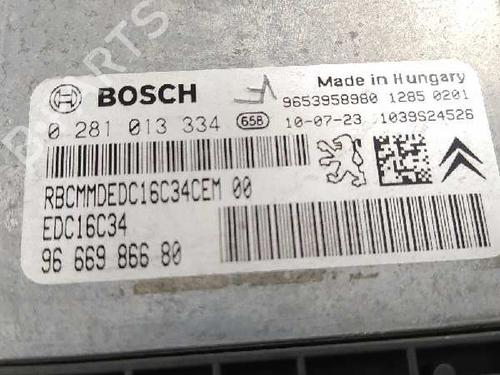 BOSCH
Made in Hungary
9653958980 1285 0201
0 281 013 334 658 10-07-23 1039S24526
RBCMMDEDC16C34CEM 00
EDC16C34
96 669 866 80